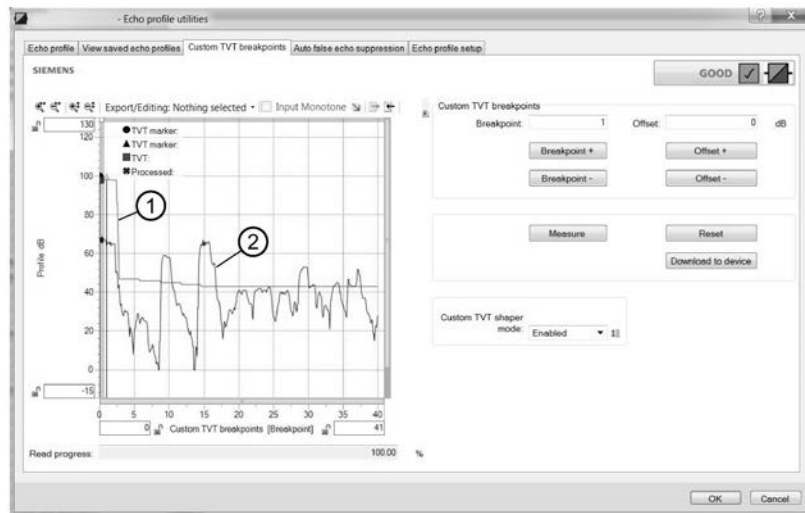 - Echo profile utilities
Echo profile
View saved echo profiles
Custom TVT breakpoints
Auto false echo suppression
Echo profile setup
SIEMENS
GOOD
Export/Editing: Nothing selected
Input Monotone
130
120
100
80
60
40
20
0
-15
Profile dB
TVT marker:
TVT marker:
TVT:
Processed:
1
2
0 5 10 15 20 25 30 35 40
0 Custom TVT breakpoints [Breakpoint] 41
Read progress: 100.00 %
Custom TVT breakpoints
Breakpoint: 1 Offset: 0 dB
Breakpoint + Offset +
Breakpoint - Offset -
Measure Reset
Download to device
Custom TVT shaper
mode: Enabled
OK Cancel